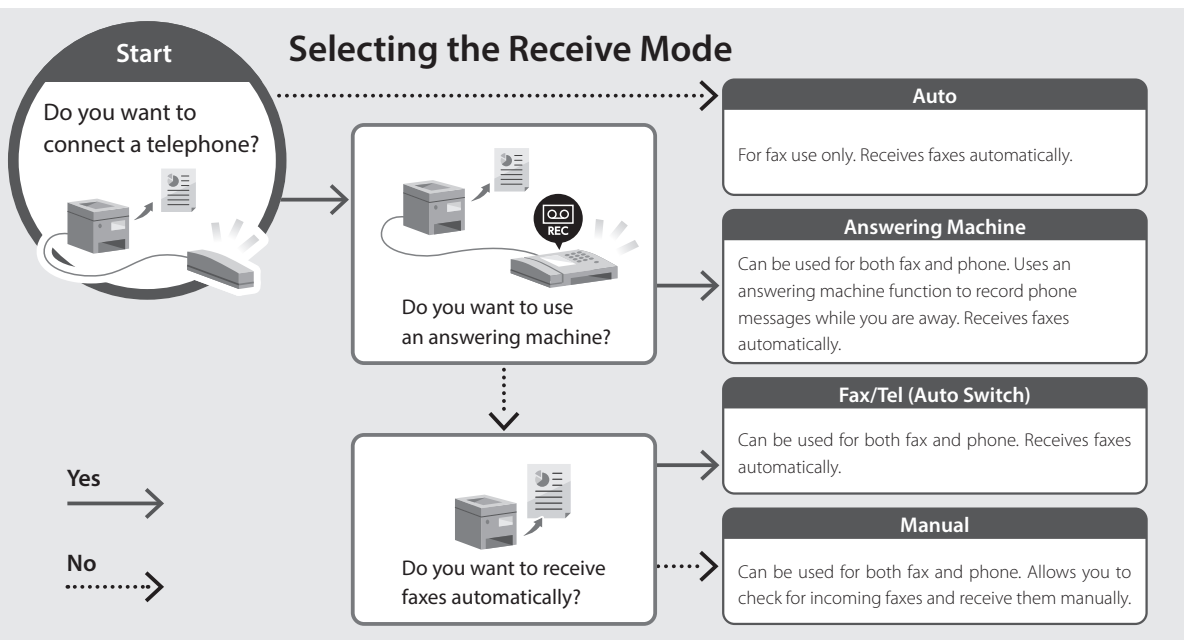 Selecting the Receive Mode
Start
Do you want to
connect a telephone?
REC
Do you want to use
an answering machine?
Do you want to receive
faxes automatically?
Auto
For fax use only. Receives faxes automatically.
Answering Machine
Can be used for both fax and phone. Uses an
answering machine function to record phone
messages while you are away. Receives faxes
automatically.
Fax/Tel (Auto Switch)
Can be used for both fax and phone. Receives faxes
automatically.
Manual
Can be used for both fax and phone. Allows you to
check for incoming faxes and receive them manually.
Yes
No